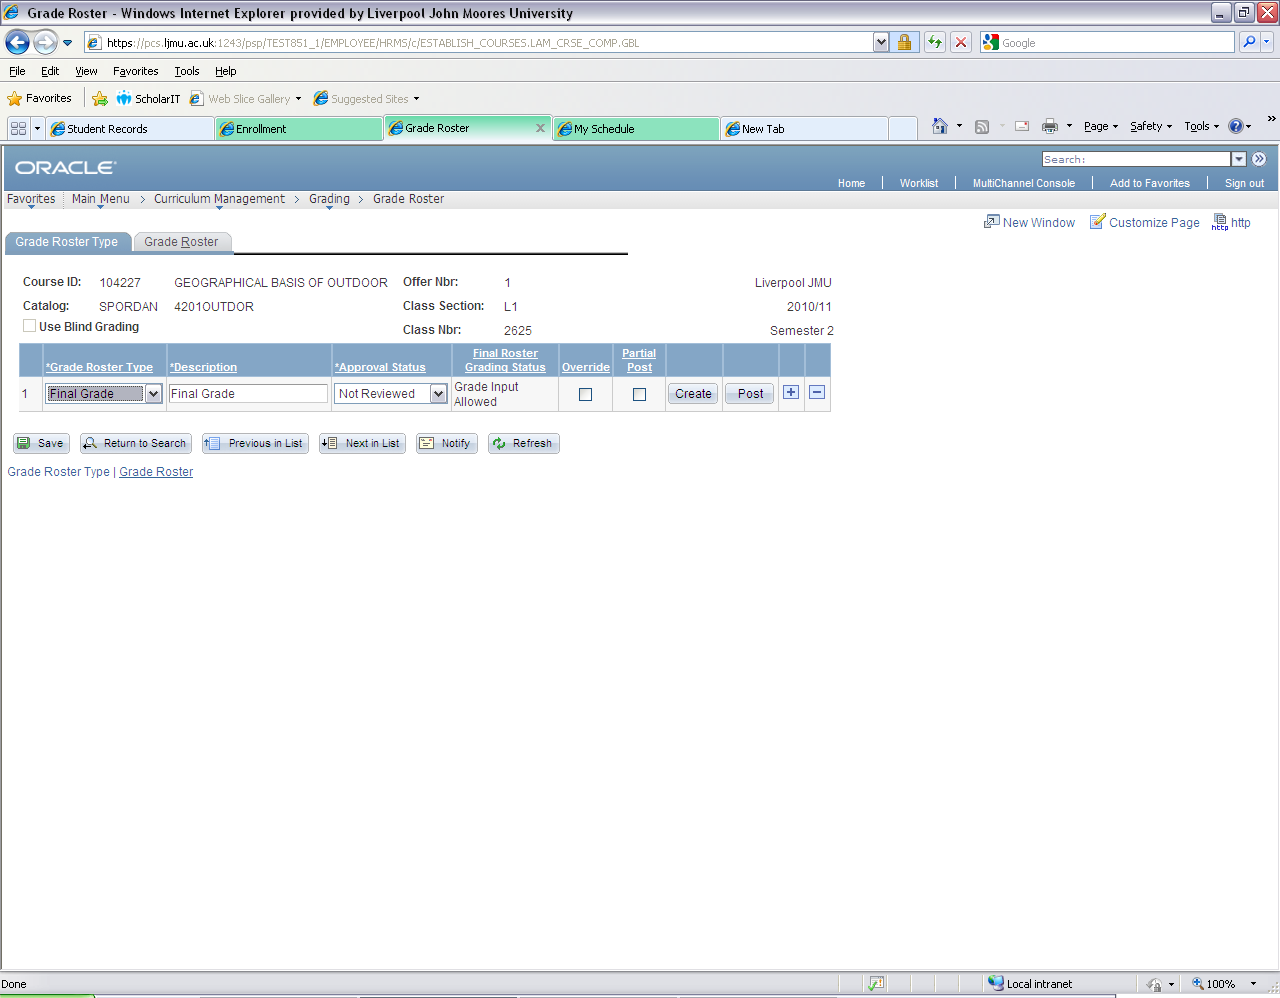 Grade Roster - Windows Internet Explorer provided by Liverpool John Moores University
https://pcs.ljmu.ac.uk:1243/psp/TEST851_1/EMPLOYEE/HRMS/c/ESTABLISH_COURSES.LAM_CRSE_COMP.GBL
Google
File Edit View Favorites Tools Help
Favorites ScholarIT Web Slice Gallery Suggested Sites
Student Records Enrollment Grade Roster My Schedule New Tab Page Safety Tools
ORACLE Search:
Home Worklist MultiChannel Console Add to Favorites Sign out
Favorites Main Menu > Curriculum Management > Grading > Grade Roster
New Window Customize Page http
Grade Roster Type Grade Roster
Course ID: 104227 GEOGRAPHICAL BASIS OF OUTDOOR Offer Nbr: 1 Liverpool JMU
Catalog: SPORDAN 4201OUTDOR Class Section: L1 2010/11
Use Blind Grading Class Nbr: 2625 Semester 2
*Grade Roster Type *Description *Approval Status Final Roster Grading Status Override Partial Post
1 Final Grade Final Grade Not Reviewed Grade Input Allowed Create Post
Save Return to Search Previous in List Next in List Notify Refresh
Grade Roster Type | Grade Roster
Done Local intranet 100%